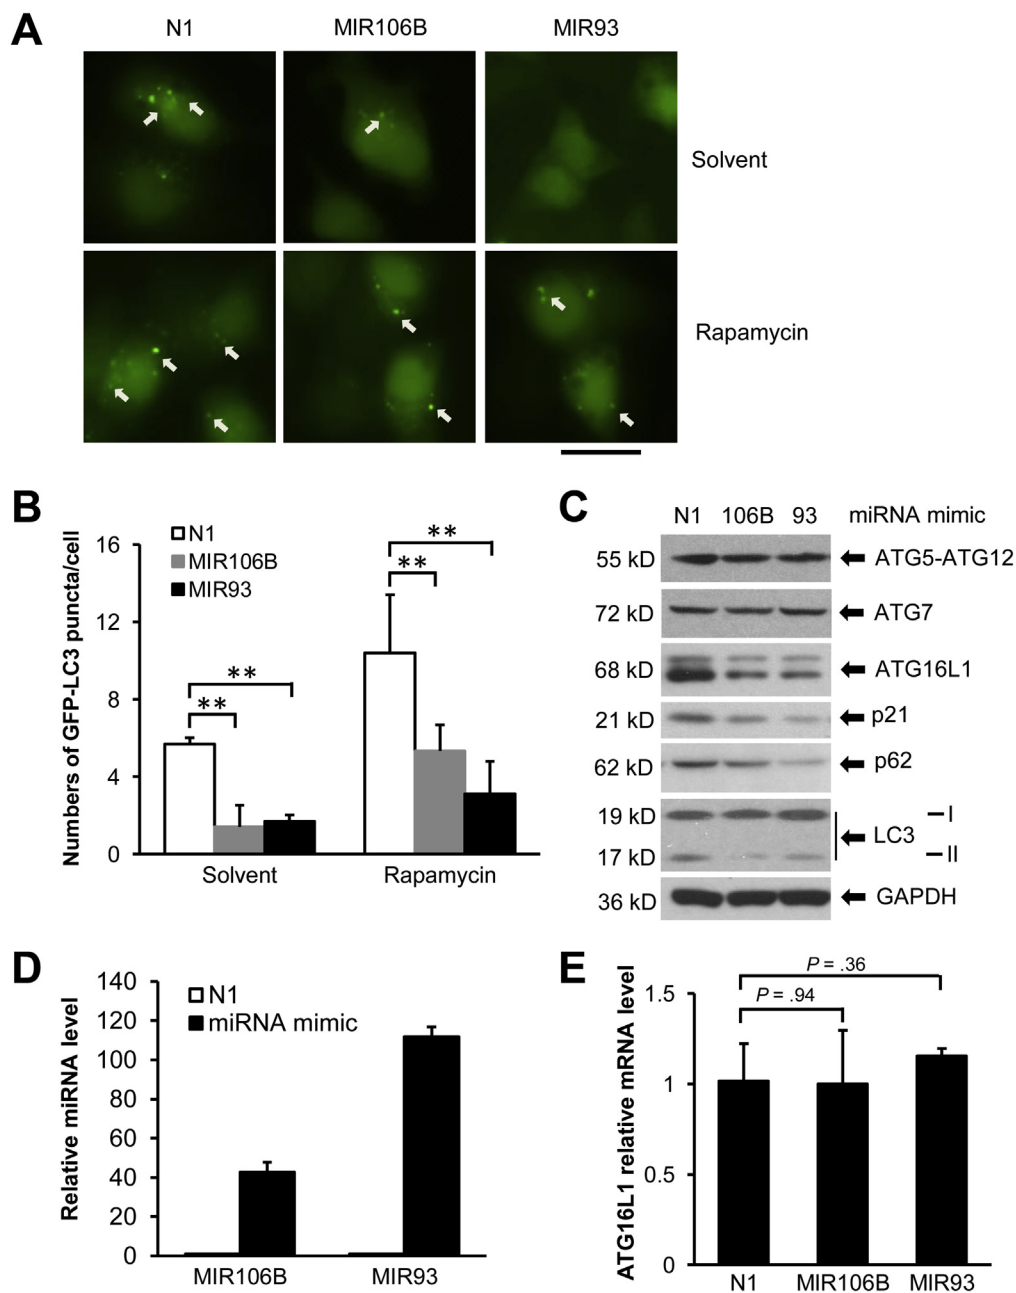 A
N1 MIR106B MIR93
Solvent
Rapamycin
B
Numbers of GFP-LC3 puncta/cell
N1
MIR106B
MIR93
16
12
8
4
0
**
**
**
**
Solvent Rapamycin
C
N1 106B 93 miRNA mimic
55 kD ATG5-ATG12
72 kD ATG7
68 kD ATG16L1
21 kD p21
62 kD p62
19 kD I
LC3
17 kD II
36 kD GAPDH
D
Relative miRNA level
N1
miRNA mimic
140
120
100
80
60
40
20
0
MIR106B MIR93
E
ATG16L1 relative mRNA level
P = .36
P = .94
1.5
1
0.5
0
N1 MIR106B MIR93